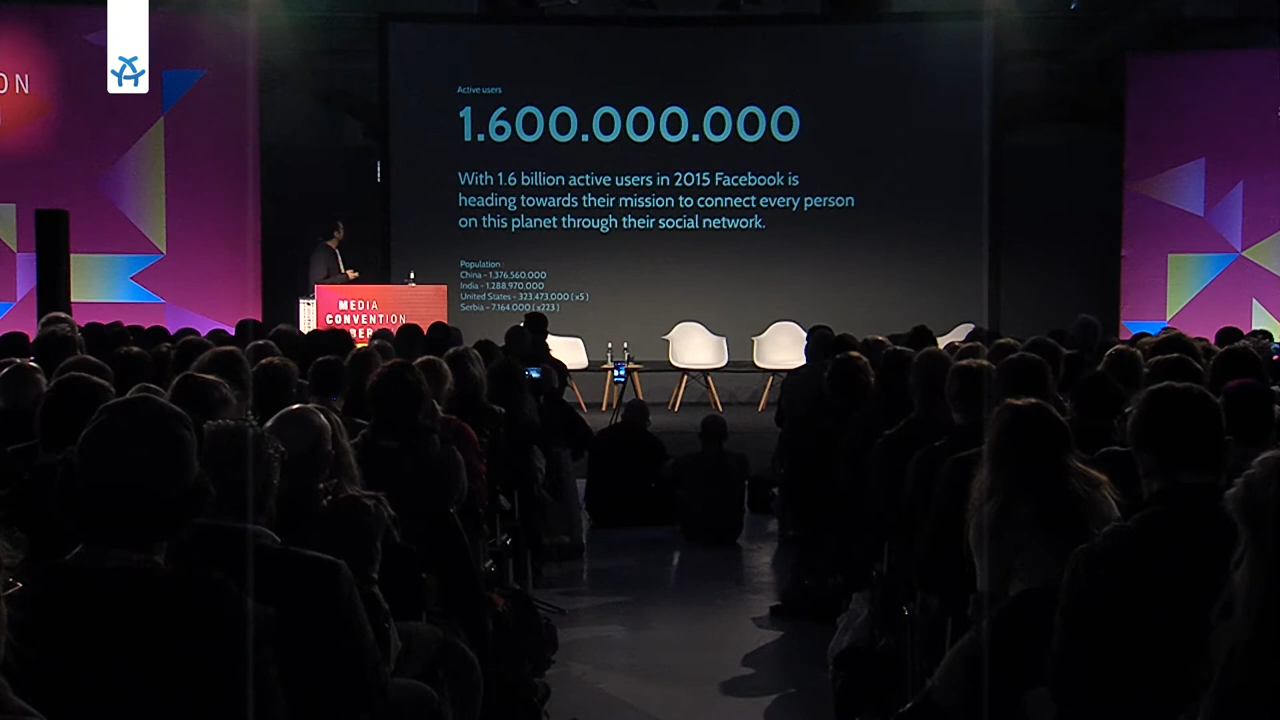 ON
Active users
1.600.000.000
With 1.6 billion active users in 2015 Facebook is
heading towards their mission to connect every person
on this planet through their social network.
Population :
China - 1.376.560.000
India - 1.288.970.000
United States - 323.473.000 ( x5 )
Serbia - 7.164.000 ( x223 )
MEDIA
CONVENTION
BER